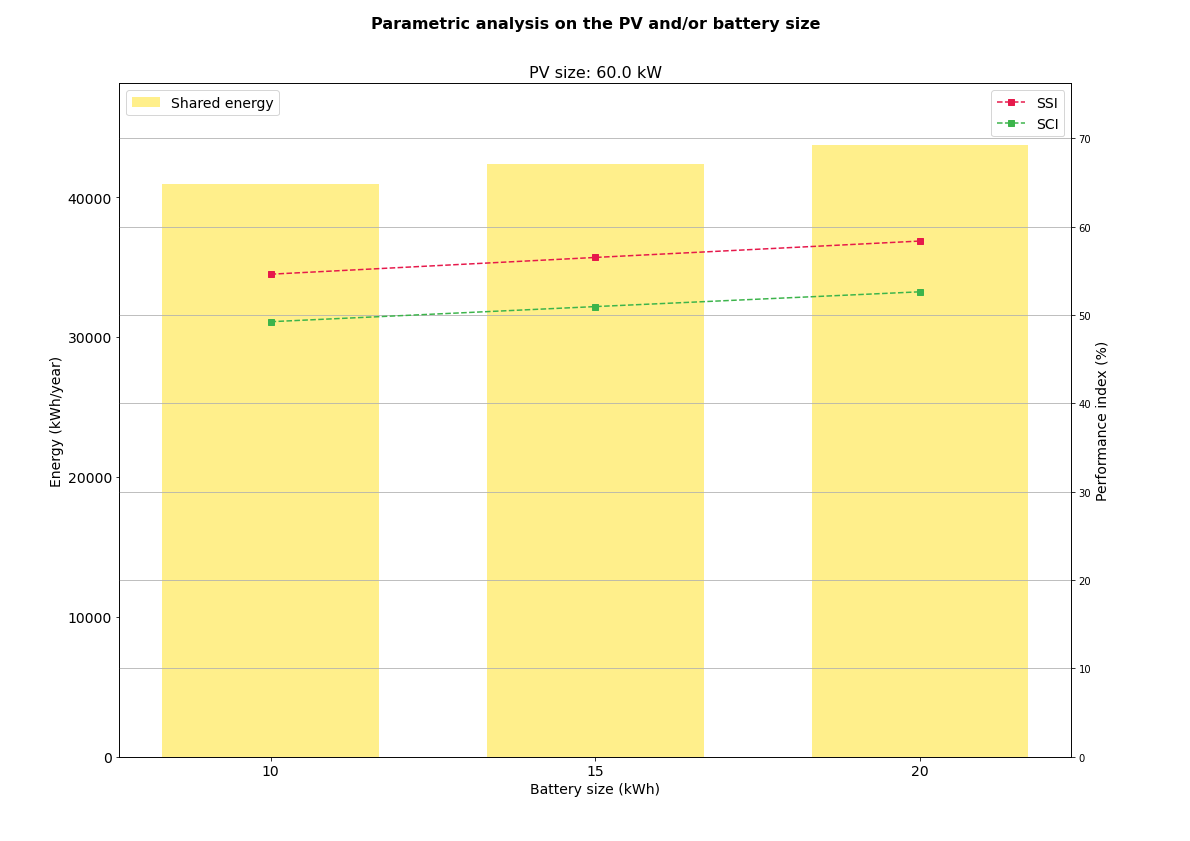 Parametric analysis on the PV and/or battery size
PV size: 60.0 kW
Shared energy
SSI
SCI
Energy (kWh/year)
40000
30000
20000
10000
0
70
60
50
40
30
20
10
0
Performance index (%)
10
15
20
Battery size (kWh)